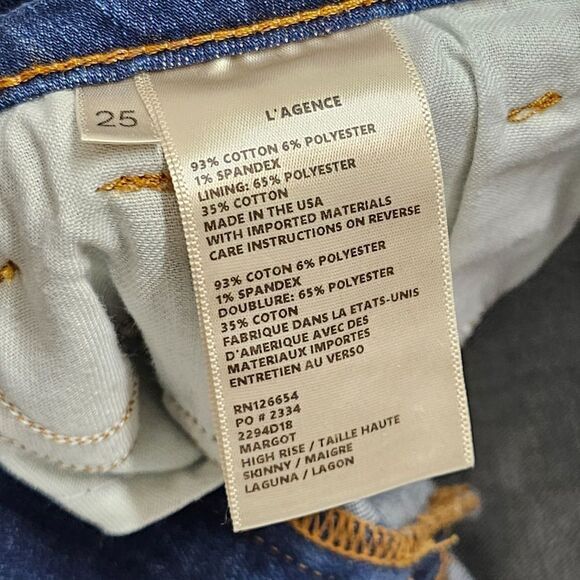 25
L'AGENCE
93% COTTON 6% POLYESTER
1% SPANDEX
LINING: 65% POLYESTER
35% COTTON
MADE IN THE USA
WITH IMPORTED MATERIALS
CARE INSTRUCTIONS ON REVERSE
93% COTON 6% POLYESTER
1% SPANDEX
DOUBLURE: 65% POLYESTER
35% COTON
FABRIQUE DANS LA ETATS-UNIS
D'AMERIQUE AVEC DES
MATERIAUX IMPORTES
ENTRETIEN AU VERSO
RN126654
PO # 2334
2294D18
MARGOT
HIGH RISE / TAILLE HAUTE
SKINNY / MAIGRE
LAGUNA / LAGON